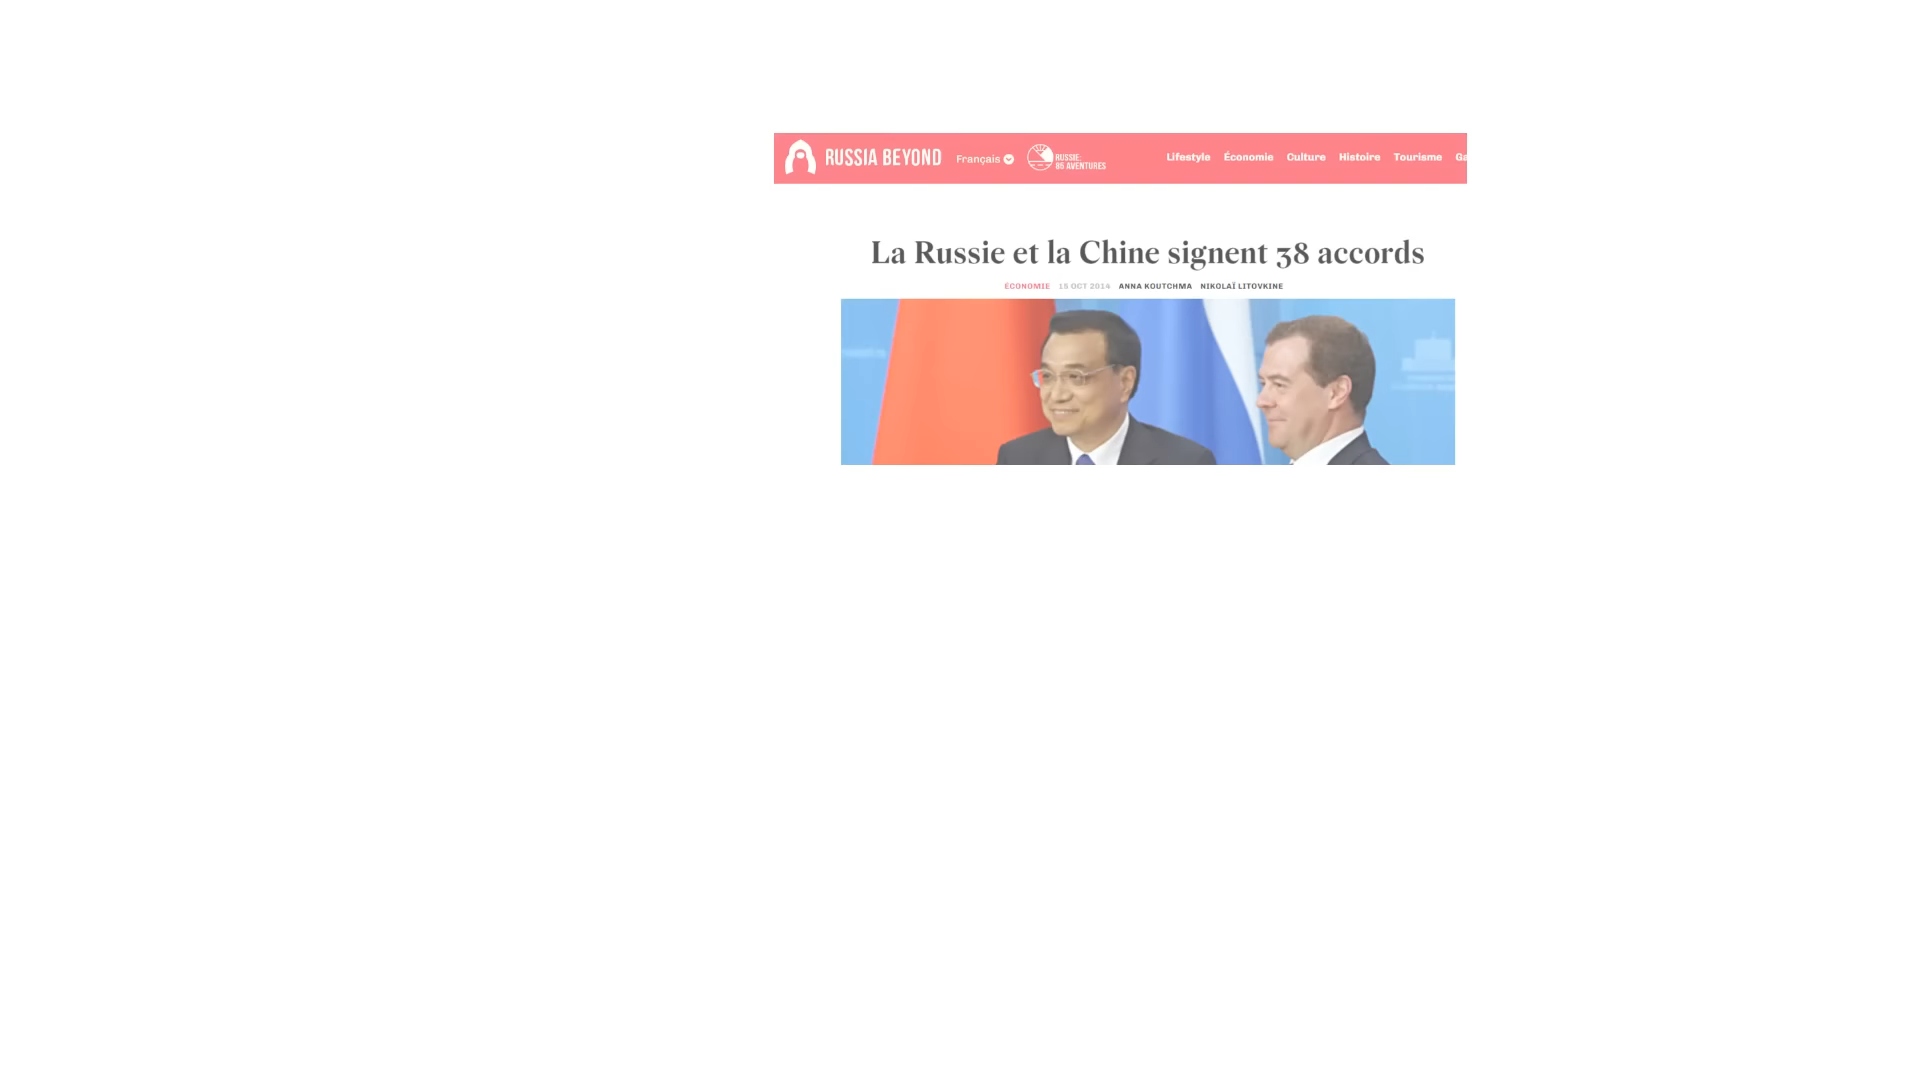 RUSSIA BEYOND Français RUSSIE: Lifestyle Économie Culture Histoire Tourisme Ga
85 AVENTURES
La Russie et la Chine signent 38 accords
ÉCONOMIE 15 OCT 2014 ANNA KOUTCHMA NIKOLAÏ LITOVKINE